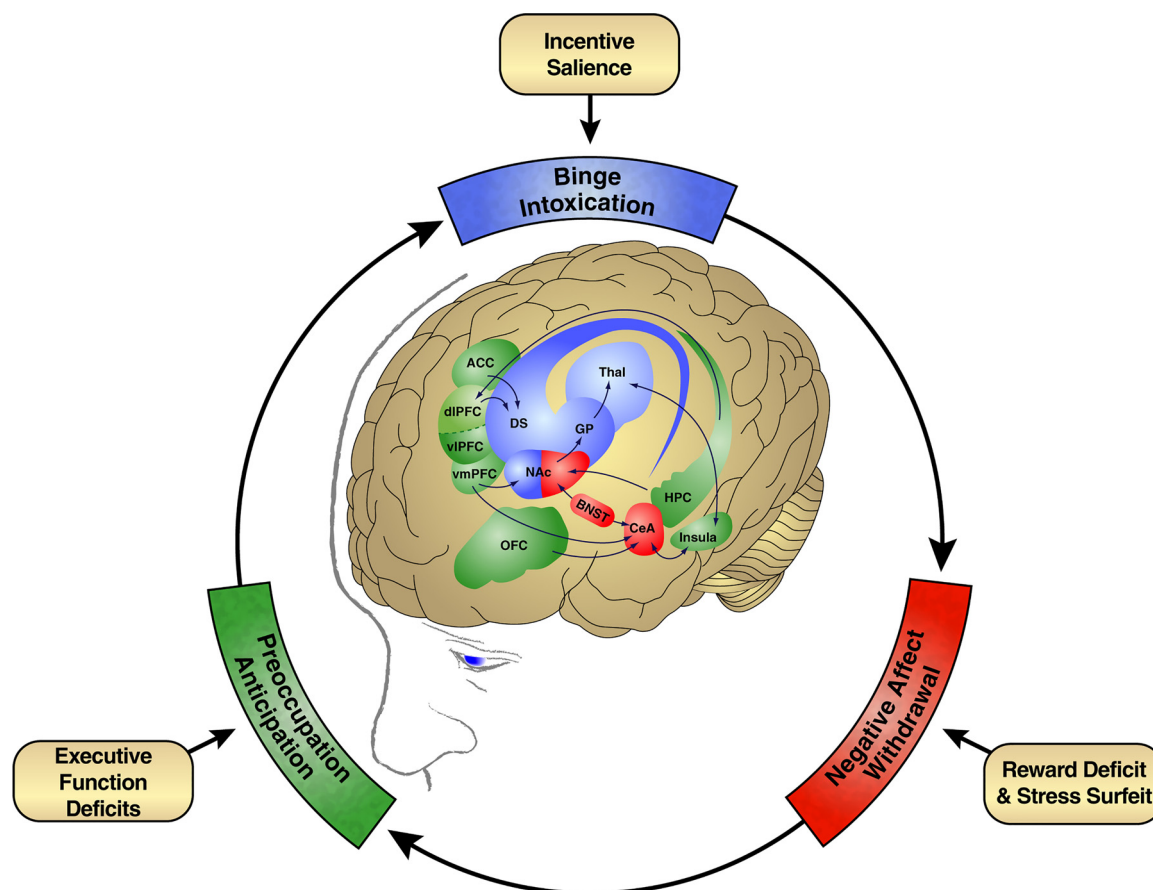 Incentive
Salience
Binge
Intoxication
ACC
dlPFC
vlPFC
vmPFC
DS
Thal
GP
NAc
BNST
CeA
HPC
Insula
OFC
Negative Affect
Withdrawal
Reward Deficit
& Stress Surfeit
Preoccupation
Anticipation
Executive
Function
Deficits